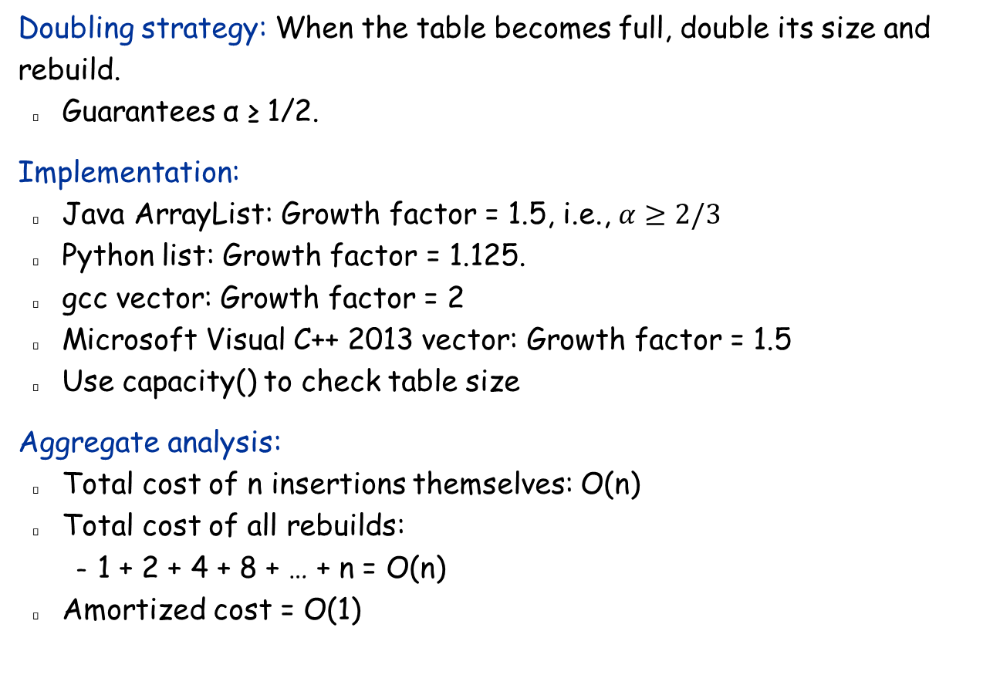 Doubling strategy: When the table becomes full, double its size and
rebuild.
▯ Guarantees α ≥ 1/2.
Implementation:
▯ Java ArrayList: Growth factor = 1.5, i.e., 𝛼 ≥ 2/3
▯ Python list: Growth factor = 1.125.
▯ gcc vector: Growth factor = 2
▯ Microsoft Visual C++ 2013 vector: Growth factor = 1.5
▯ Use capacity() to check table size
Aggregate analysis:
▯ Total cost of n insertions themselves: O(n)
▯ Total cost of all rebuilds:
- 1 + 2 + 4 + 8 + … + n = O(n)
▯ Amortized cost = O(1)